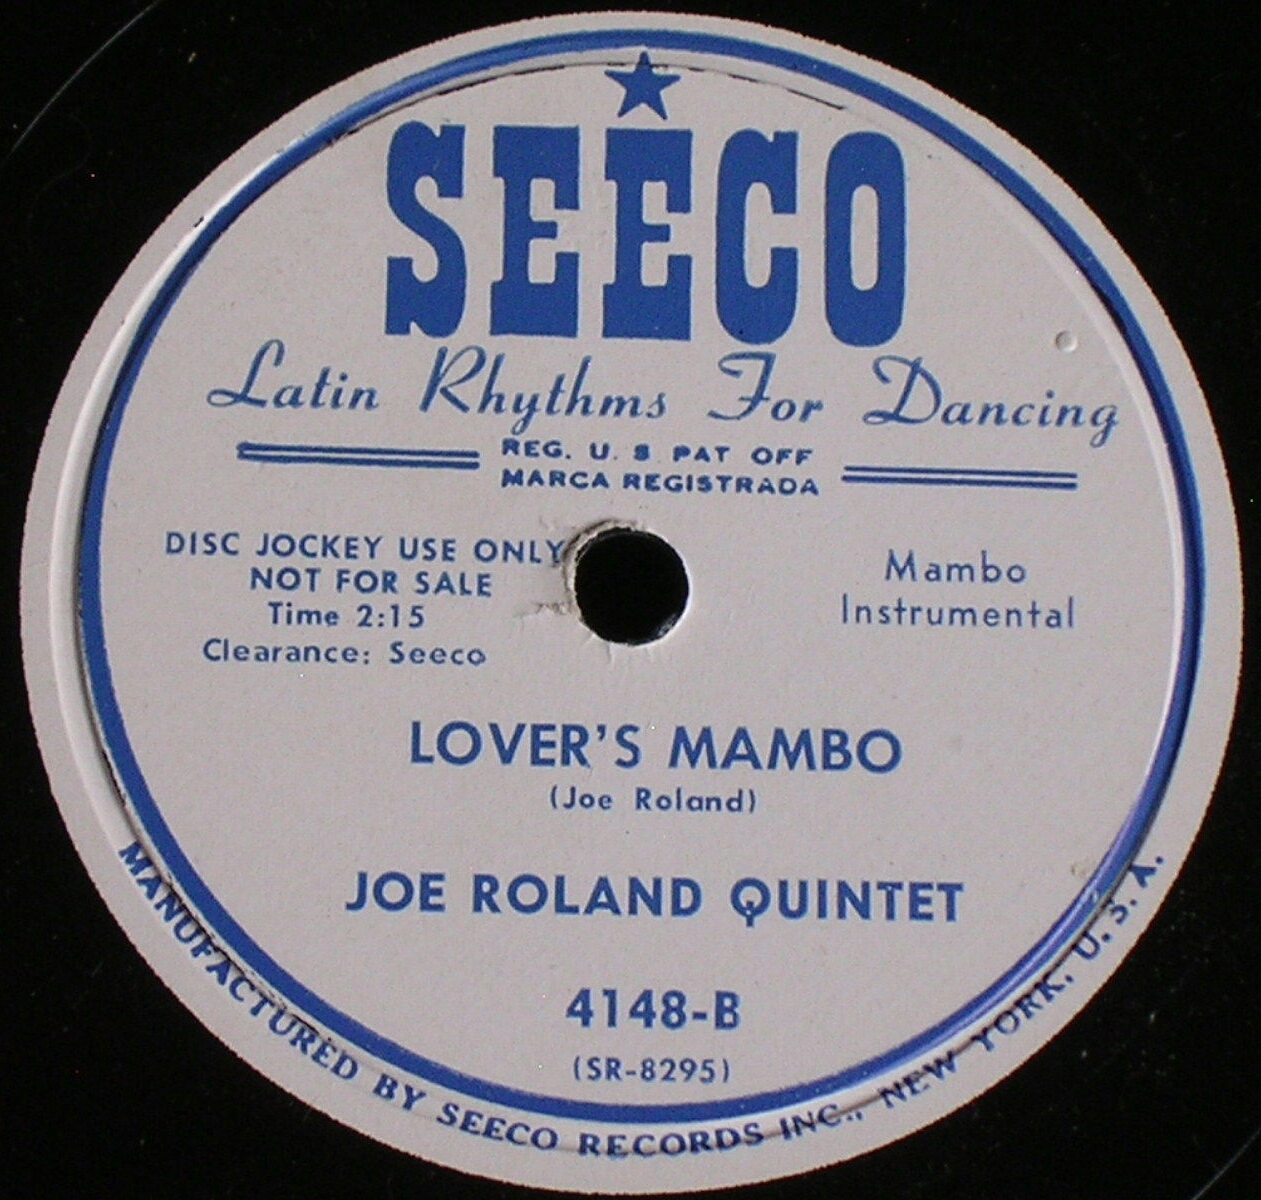 SEECO
Latin Rhythms For Dancing
REG. U. S PAT OFF
MARCA REGISTRADA
DISC JOCKEY USE ONLY
NOT FOR SALE
Time 2:15
Clearance: Seeco
Mambo
Instrumental
LOVER'S MAMBO
(Joe Roland)
JOE ROLAND QUINTET
4148-B
(SR-8295)
MANUFACTURED BY SEECO RECORDS INC., NEW YORK, U. S. A.